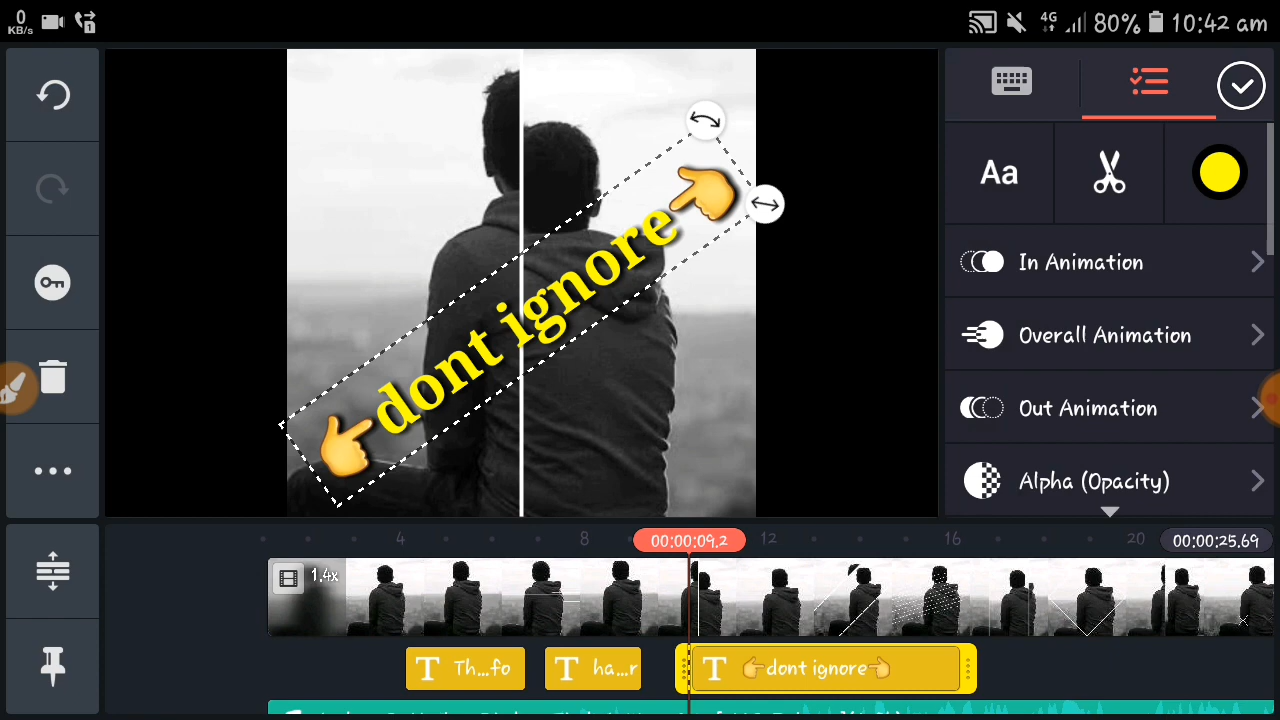 0
KB/s
4G
80%
10:42 am
Aa
In Animation
Overall Animation
Out Animation
Alpha (Opacity)
👉dont ignore👈
4
8
00:00:09.2
12
16
20
00:00:25.69
1.4x
T Th...fo
T ha...r
T 👉dont ignore👈